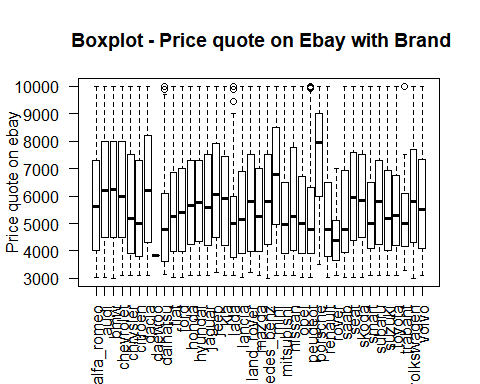 Boxplot - Price quote on Ebay with Brand
Price quote on ebay
10000
9000
8000
7000
6000
5000
4000
3000
alfa_romeo
audi
bmw
chevrolet
chrysler
citroen
dacia
daewoo
daihatsu
fiat
ford
honda
hyundai
jaguar
jeep
kia
lada
lancia
land_rover
mazda
edes_benz
mini
mitsubishi
nissan
opel
peugeot
porsche
renault
rover
saab
seat
skoda
smart
subaru
suzuki
toyota
trabant
olkswagen
volvo